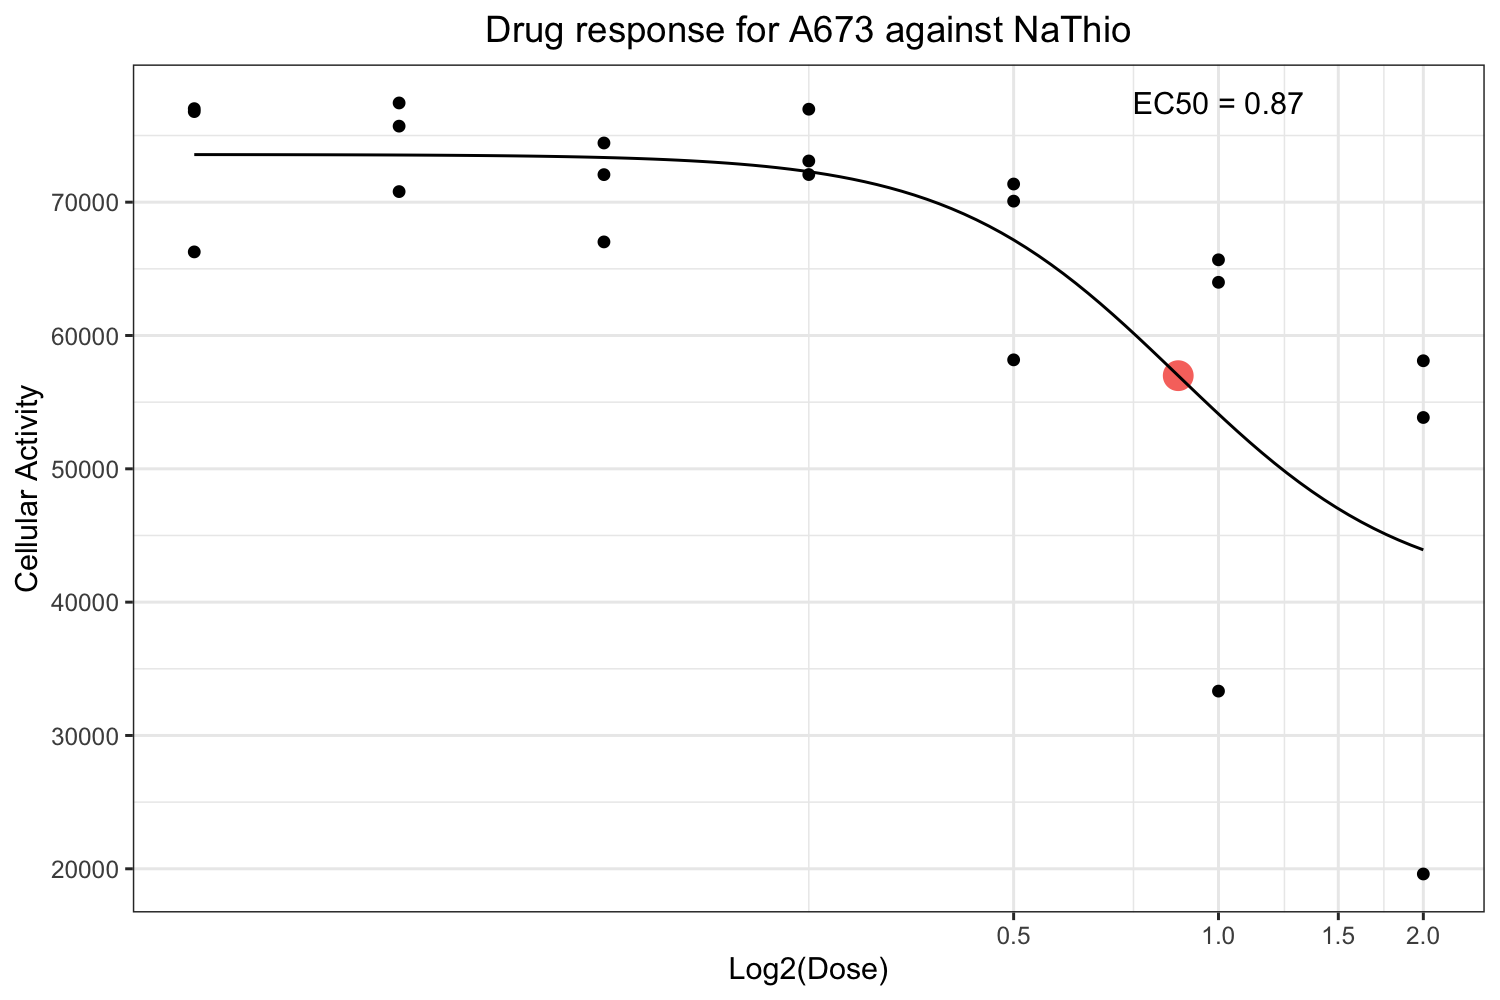 Drug response for A673 against NaThio
EC50 = 0.87
Cellular Activity
70000
60000
50000
40000
30000
20000
0.5 1.0 1.5 2.0
Log2(Dose)